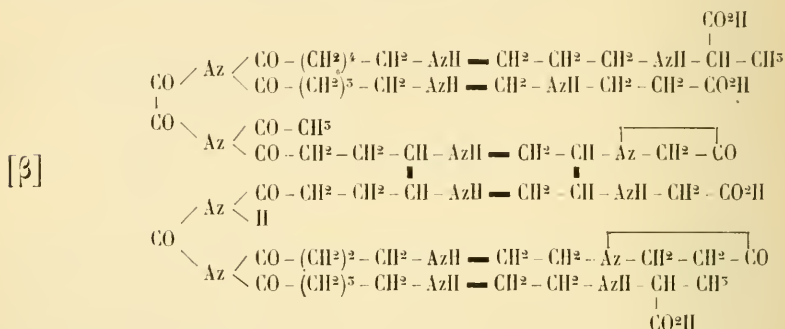 CO²H
CO – (CH²)⁴ – CH² – AzH – CH² – CH² – CH² – AzH – CH – CH³
Az
CO – (CH²)³ – CH² – AzH – CH² – AzH – CH² – CH² – CO²H
CO
CO
CO – CH³
Az
CO – CH² – CH² – CH – AzH – CH² – CH – Az – CH² – CO
[β]
CO – CH² – CH² – CH – AzH – CH² – CH – AzH – CH² – CO²H
Az
H
CO
CO – (CH²)² – CH² – AzH – CH² – CH² – Az – CH² – CH² – CO
Az
CO – (CH²)³ – CH² – AzH – CH² – CH² – AzH – CH – CH³
CO²H